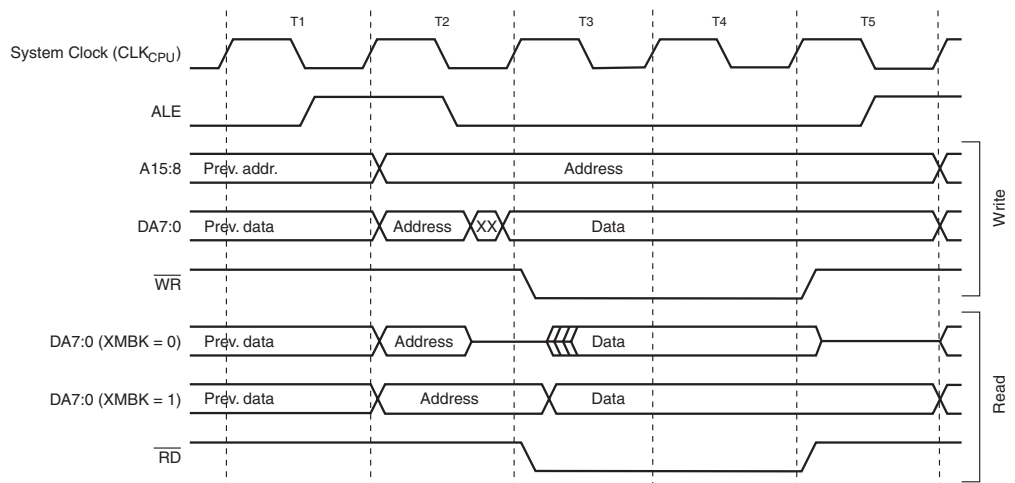 T1 T2 T3 T4 T5
System Clock (CLKCPU)
ALE
A15:8 Prev. addr. Address
DA7:0 Prev. data Address XX Data
WR
Write
DA7:0 (XMBK = 0) Prev. data Address Data
DA7:0 (XMBK = 1) Prev. data Address Data
RD
Read